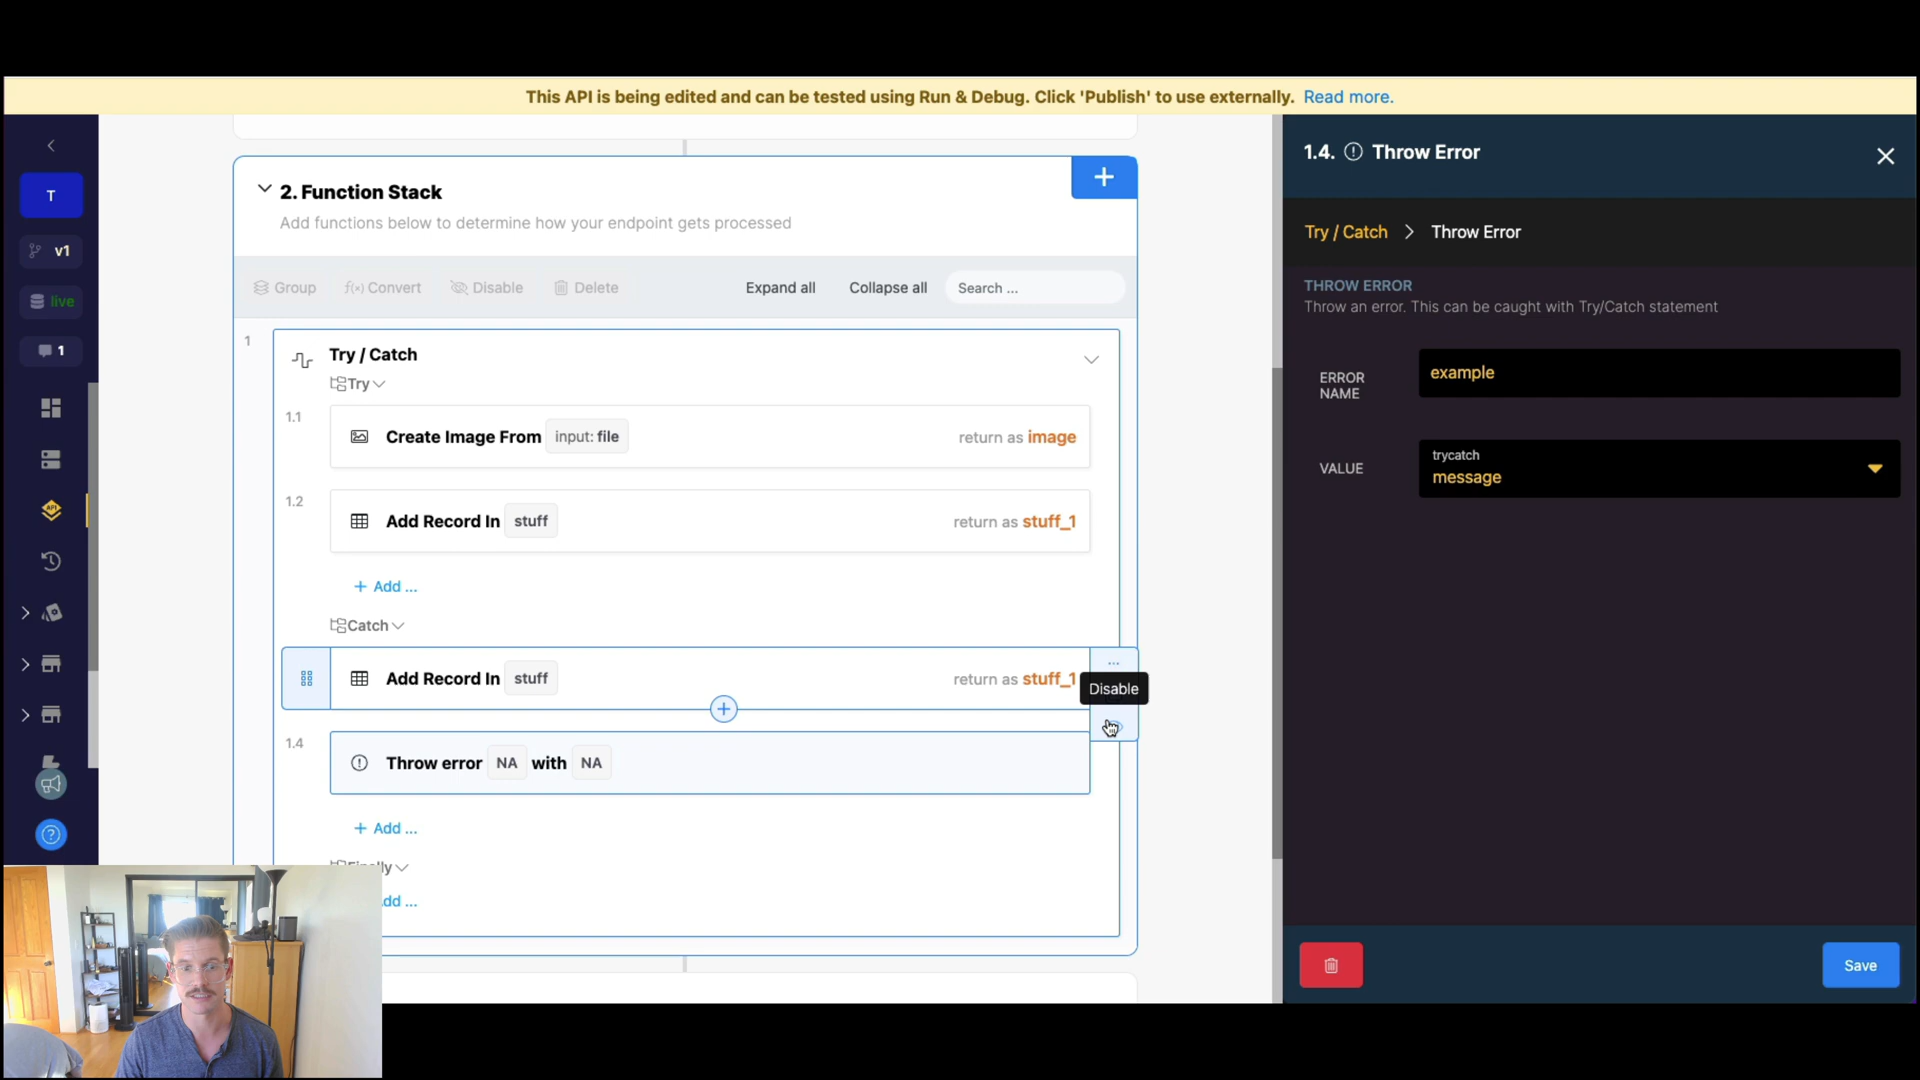 This API is being edited and can be tested using Run & Debug. Click 'Publish' to use externally. Read more.
T
v1
live
1
2. Function Stack
Add functions below to determine how your endpoint gets processed
Group Convert Disable Delete Expand all Collapse all Search ...
1
Try / Catch
Try
1.1
Create Image From input: file return as image
1.2
Add Record In stuff return as stuff_1
+ Add ...
Catch
Add Record In stuff return as stuff_1
...
Disable
1.4
Throw error NA with NA
+ Add ...
1.4. Throw Error
Try / Catch > Throw Error
THROW ERROR
Throw an error. This can be caught with Try/Catch statement
ERROR NAME
example
VALUE
trycatch
message
Save